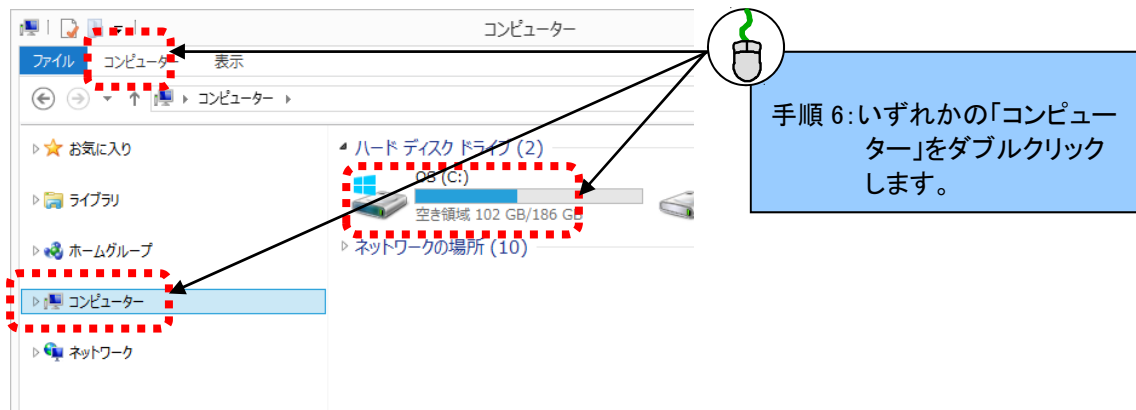 コンピューター
ファイル コンピューター 表示
コンピューター
お気に入り
ライブラリ
ホームグループ
コンピューター
ネットワーク
ハード ディスク ドライブ (2)
OS (C:)
空き領域 102 GB/186 GB
ネットワークの場所 (10)
手順 6:いずれかの「コンピュー
ター」をダブルクリック
します。